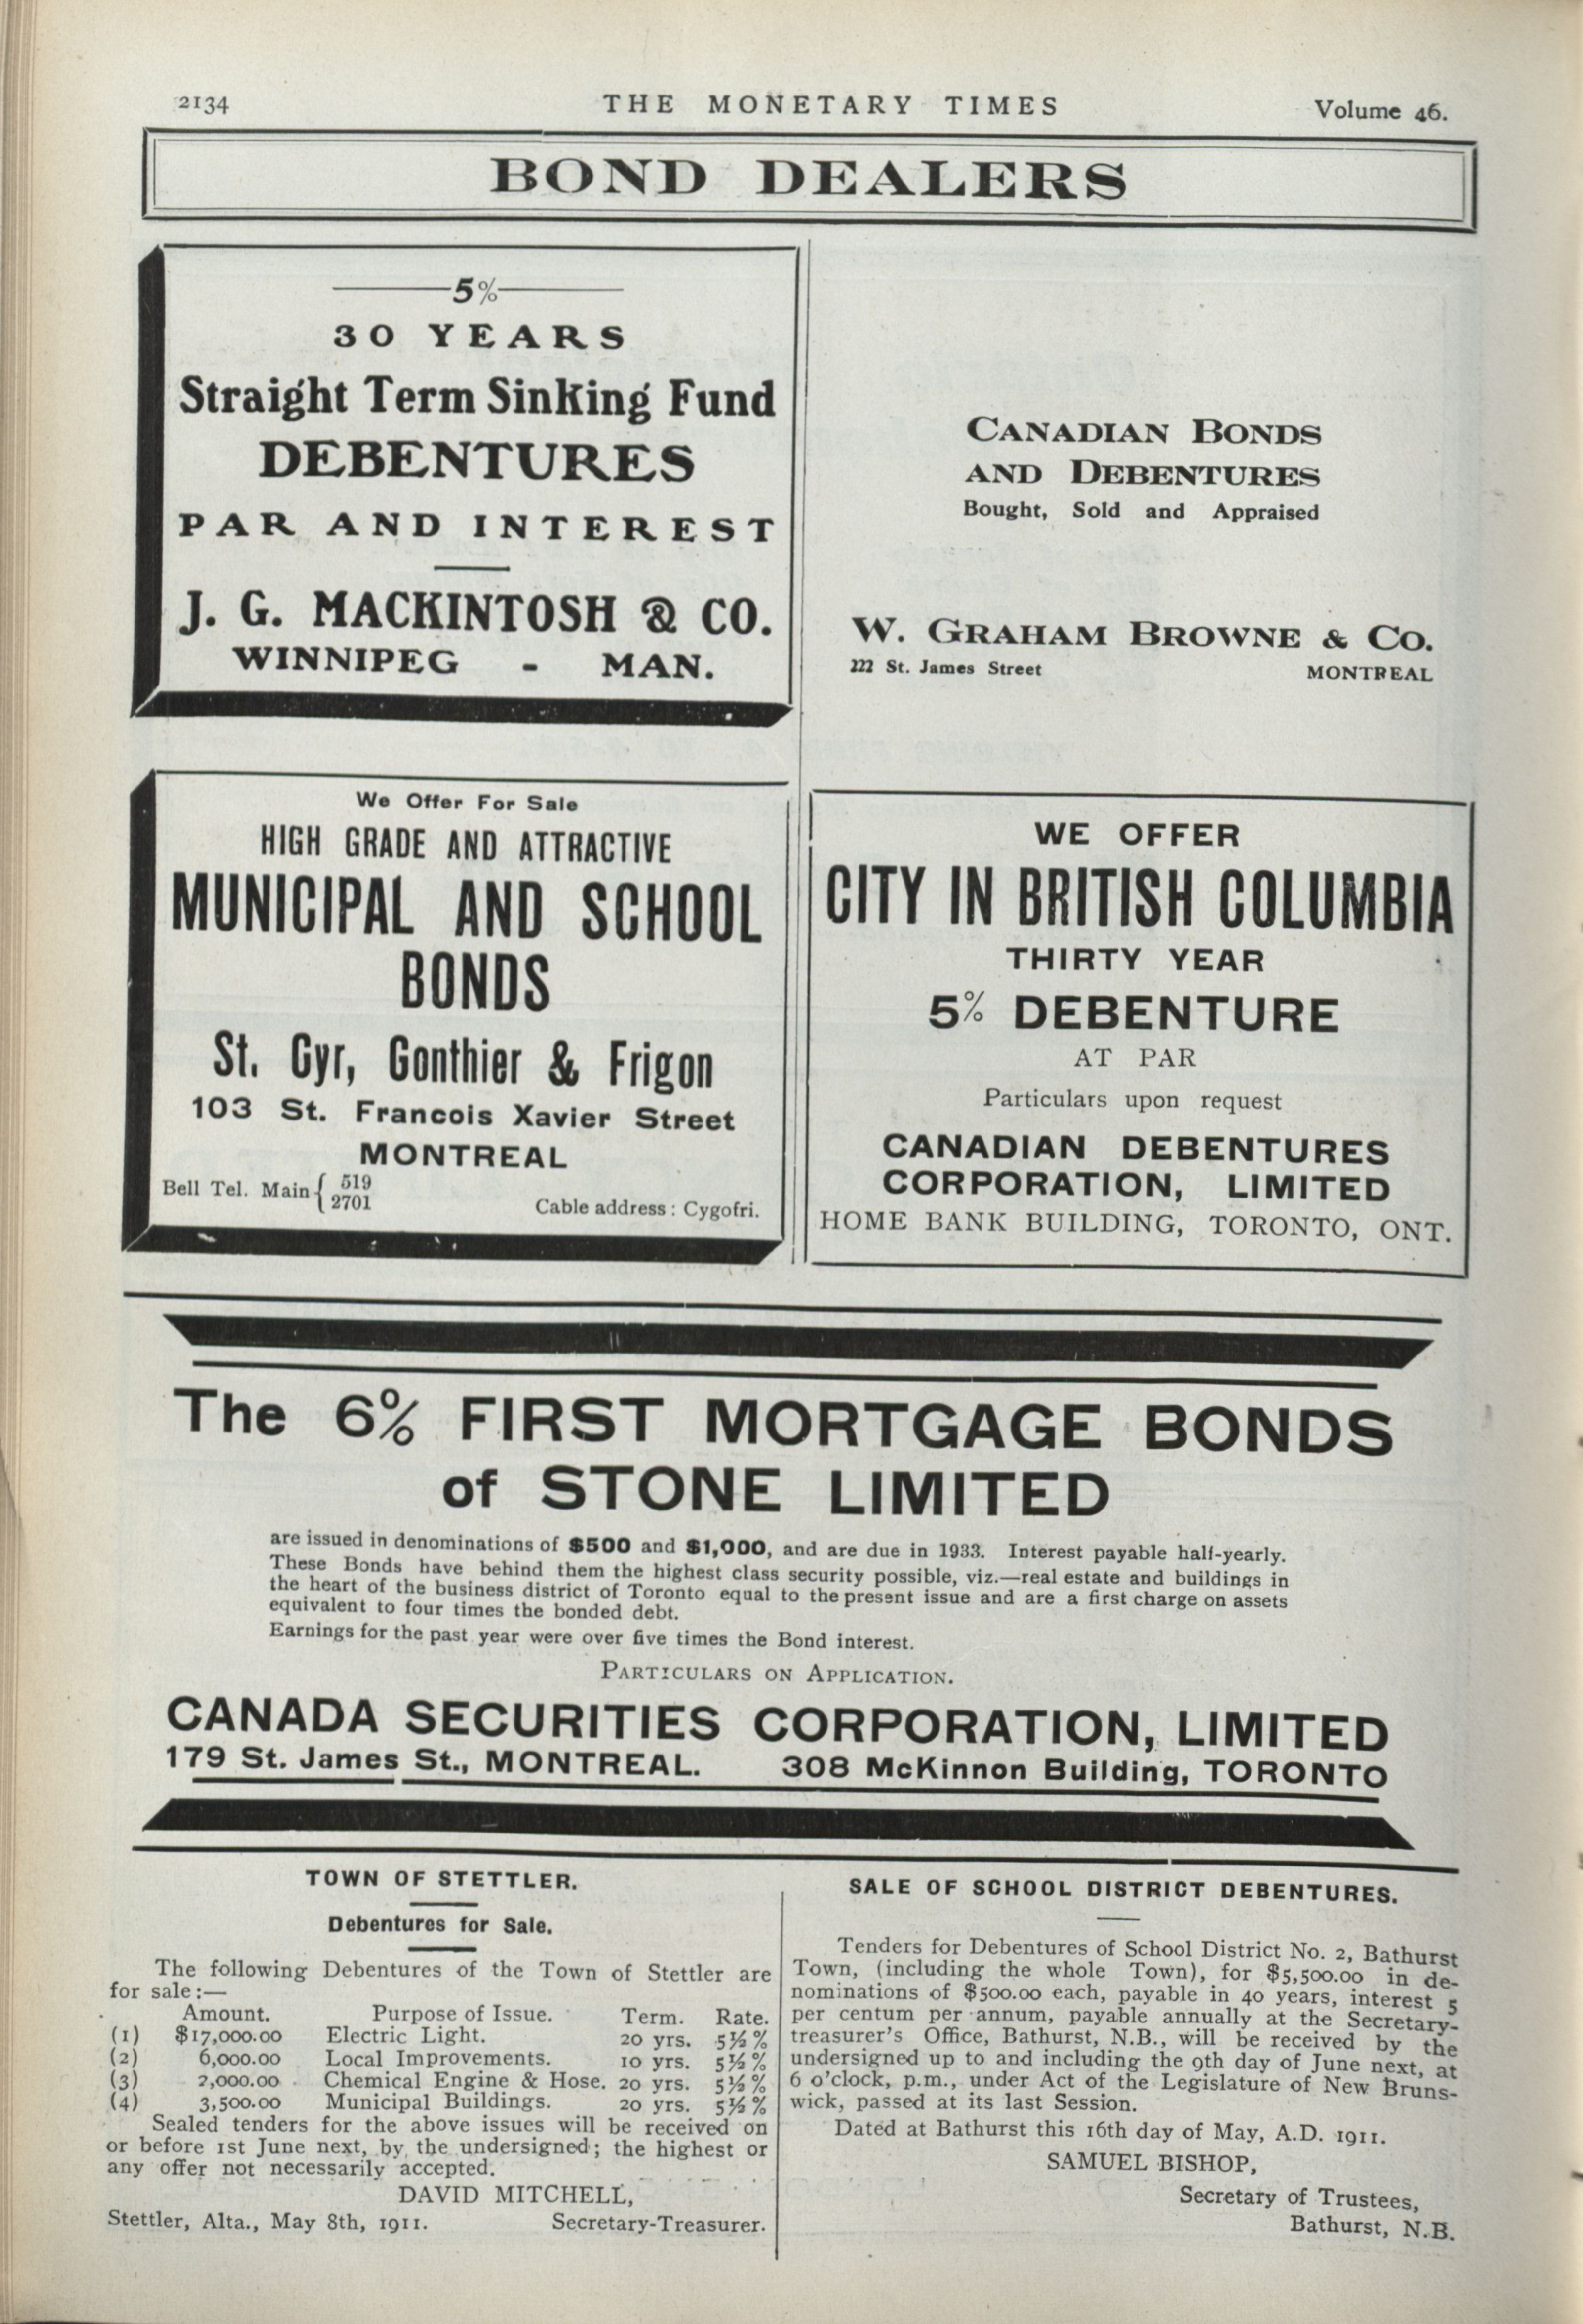 2134 THE MONETARY TIMES Volume 46.
BOND DEALERS
5%
30 YEARS
Straight Term Sinking Fund
DEBENTURES
PAR AND INTEREST
J. G. MACKINTOSH & CO.
WINNIPEG - MAN.
CANADIAN BONDS
AND DEBENTURES
Bought, Sold and Appraised
W. GRAHAM BROWNE & CO.
222 St. James Street MONTREAL
We Offer For Sale
HIGH GRADE AND ATTRACTIVE
MUNICIPAL AND SCHOOL
BONDS
St. Cyr, Gonthier & Frigon
103 St. Francois Xavier Street
MONTREAL
Bell Tel. Main { 519
2701
Cable address: Cygofri.
WE OFFER
CITY IN BRITISH COLUMBIA
THIRTY YEAR
5% DEBENTURE
AT PAR
Particulars upon request
CANADIAN DEBENTURES
CORPORATION, LIMITED
HOME BANK BUILDING, TORONTO, ONT.
The 6% FIRST MORTGAGE BONDS
of STONE LIMITED
are issued in denominations of $500 and $1,000, and are due in 1933. Interest payable half-yearly.
These Bonds have behind them the highest class security possible, viz.—real estate and buildings in
the heart of the business district of Toronto equal to the present issue and are a first charge on assets
equivalent to four times the bonded debt.
Earnings for the past year were over five times the Bond interest.
PARTICULARS ON APPLICATION.
CANADA SECURITIES CORPORATION, LIMITED
179 St. James St., MONTREAL. 308 McKinnon Building, TORONTO
TOWN OF STETTLER.
Debentures for Sale.
The following Debentures of the Town of Stettler are
for sale:—
Amount. Purpose of Issue. Term. Rate.
(1) $17,000.00 Electric Light. 20 yrs. 5½%
(2) 6,000.00 Local Improvements. 10 yrs. 5½%
(3) 2,000.00 Chemical Engine & Hose. 20 yrs. 5½%
(4) 3,500.00 Municipal Buildings. 20 yrs. 5½%
Sealed tenders for the above issues will be received on
or before 1st June next, by the undersigned; the highest or
any offer not necessarily accepted.
DAVID MITCHELL,
Stettler, Alta., May 8th, 1911. Secretary-Treasurer.
SALE OF SCHOOL DISTRICT DEBENTURES.
Tenders for Debentures of School District No. 2, Bathurst
Town, (including the whole Town), for $5,500.00 in de-
nominations of $500.00 each, payable in 40 years, interest 5
per centum per annum, payable annually at the Secretary-
treasurer's Office, Bathurst, N.B., will be received by the
undersigned up to and including the 9th day of June next, at
6 o'clock, p.m., under Act of the Legislature of New Bruns-
wick, passed at its last Session.
Dated at Bathurst this 16th day of May, A.D. 1911.
SAMUEL BISHOP,
Secretary of Trustees,
Bathurst, N.B.